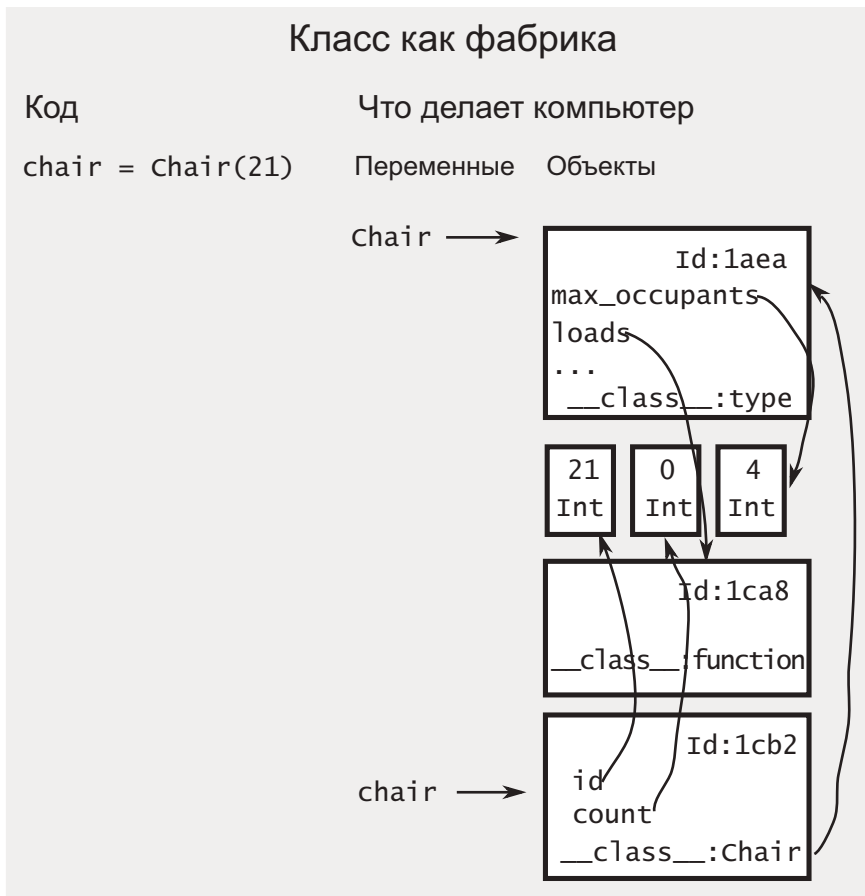 Класс как фабрика
Код
Что делает компьютер
chair = Chair(21)
Переменные
Объекты
Chair
Id:1aea
max_occupants
loads
...
__class__:type
21
Int
0
Int
4
Int
Id:1ca8
__class__:function
chair
Id:1cb2
id
count
__class__:Chair